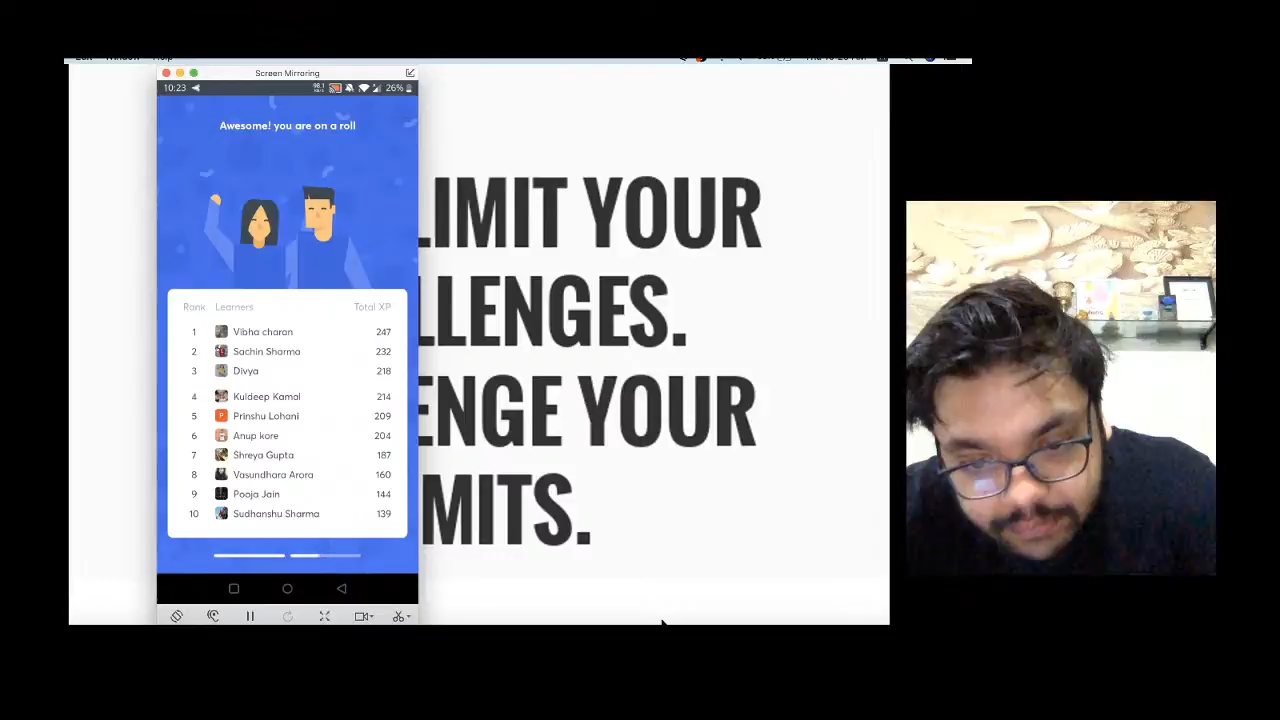 Screen Mirroring
10:23
26%
Awesome! you are on a roll
Rank Learners Total XP
1 Vibha charan 247
2 Sachin Sharma 232
3 Divya 218
4 Kuldeep Kamal 214
5 Prinshu Lohani 209
6 Anup kore 204
7 Shreya Gupta 187
8 Vasundhara Arora 160
9 Pooja Jain 144
10 Sudhanshu Sharma 139
LIMIT YOUR
LLENGES.
ENGE YOUR
MITS.